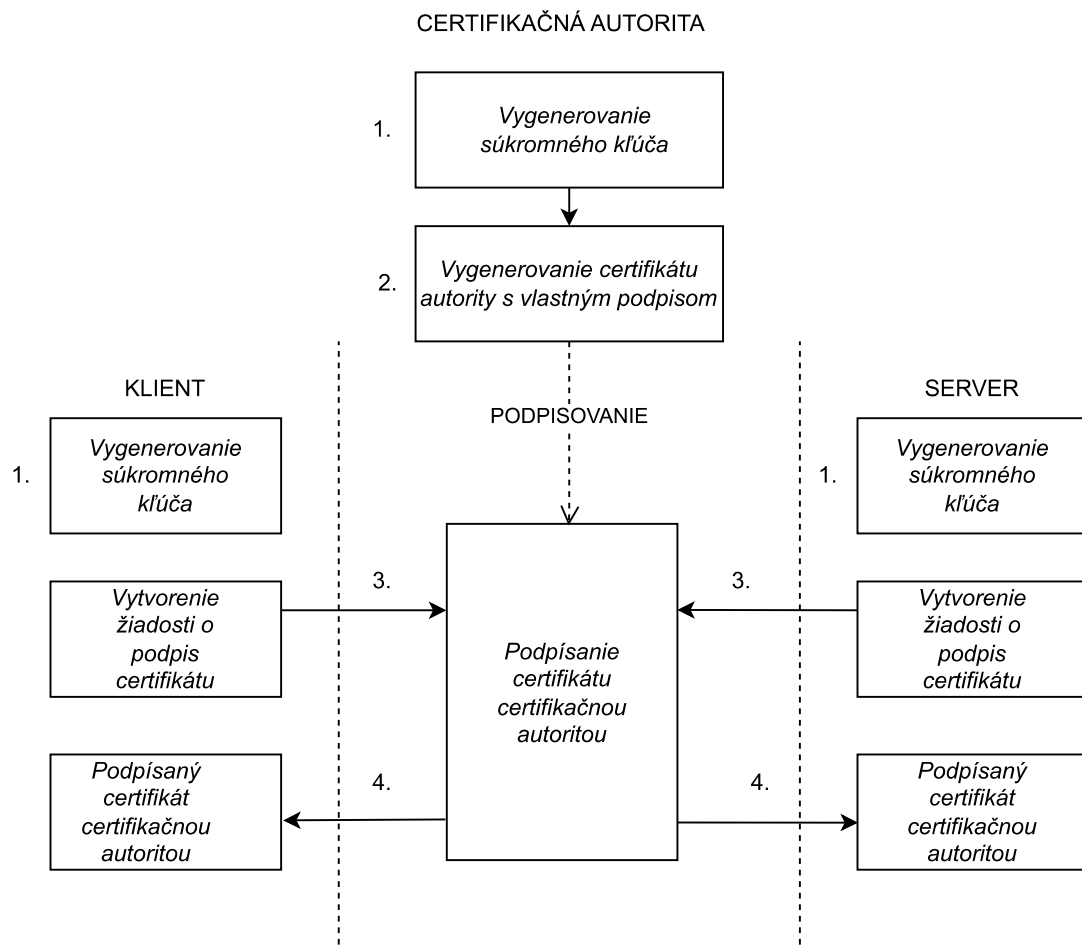 CERTIFIKAČNÁ AUTORITA
1.
Vygenerovanie
súkromného kľúča
2.
Vygenerovanie certifikátu
autority s vlastným podpisom
PODPISOVANIE
KLIENT
1.
Vygenerovanie
súkromného
kľúča
Vytvorenie
žiadosti o
podpis
certifikátu
3.
Podpísaný
certifikát
certifikačnou
autoritou
4.
Podpísanie
certifikátu
certifikačnou
autoritou
SERVER
1.
Vygenerovanie
súkromného
kľúča
3.
Vytvorenie
žiadosti o
podpis
certifikátu
4.
Podpísaný
certifikát
certifikačnou
autoritou